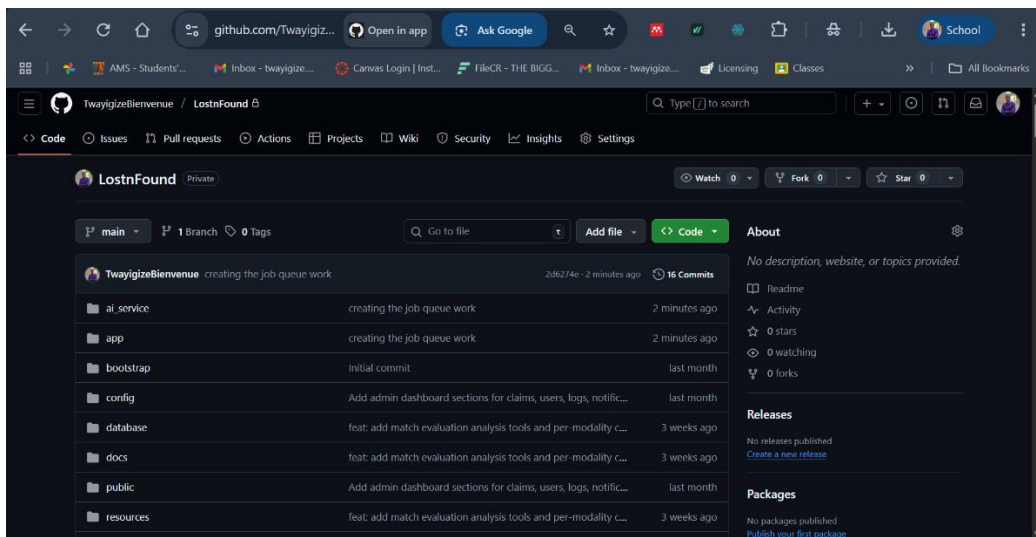 github.com/Twayigiz... Open in app Ask Google School
AMS - Students'... Inbox - twayigize.... Canvas Login | Inst... FileCR - THE BIGG... Inbox - twayigize.... Licensing Classes » All Bookmarks
TwayigizeBienvenue / LostnFound Type / to search
Code Issues Pull requests Actions Projects Wiki Security Insights Settings
LostnFound Private Watch 0 Fork 0 Star 0
main 1 Branch 0 Tags Go to file t Add file Code About
No description, website, or topics provided.
TwayigizeBienvenue creating the job queue work 2d6274e · 2 minutes ago 16 Commits
Readme
ai_service creating the job queue work 2 minutes ago
Activity
0 stars
app creating the job queue work 2 minutes ago
0 watching
bootstrap Initial commit last month
0 forks
config Add admin dashboard sections for claims, users, logs, notific... last month
Releases
database feat: add match evaluation analysis tools and per-modality c... 3 weeks ago
No releases published
Create a new release
docs feat: add match evaluation analysis tools and per-modality c... 3 weeks ago
public Add admin dashboard sections for claims, users, logs, notific... last month
Packages
resources feat: add match evaluation analysis tools and per-modality c... 3 weeks ago
No packages published
Publish your first package